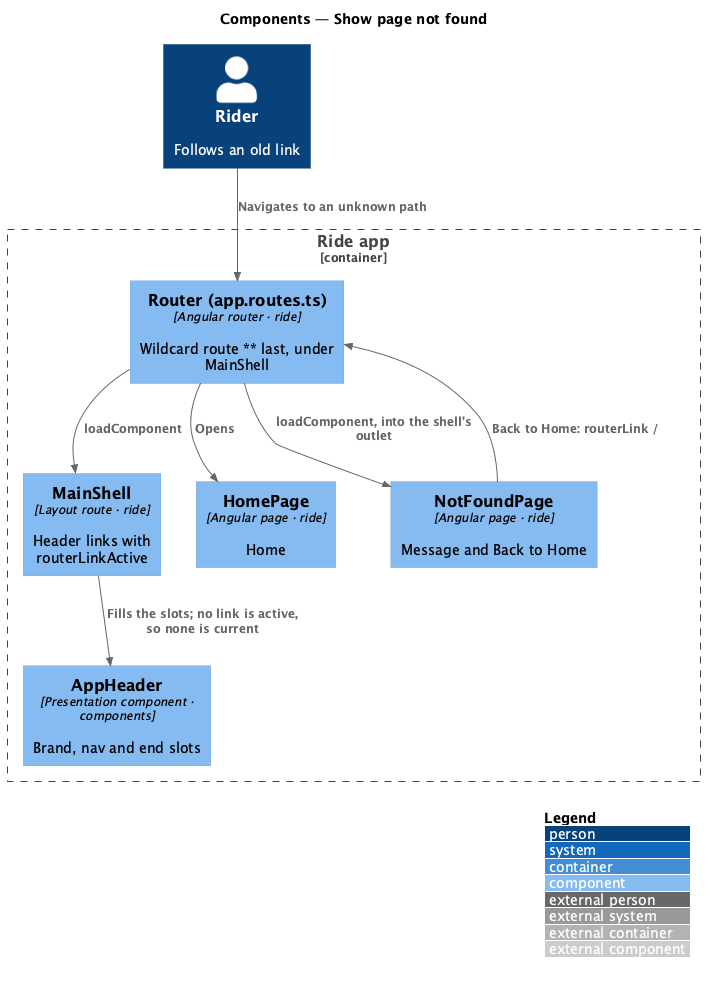 Components — Show page not found
Rider
Follows an old link
Navigates to an unknown path
Ride app
[container]
Router (app.routes.ts)
[Angular router · ride]
Wildcard route ** last, under
MainShell
loadComponent
Opens
loadComponent, into the shell's
outlet
Back to Home: routerLink /
MainShell
[Layout route · ride]
Header links with
routerLinkActive
HomePage
[Angular page · ride]
Home
NotFoundPage
[Angular page · ride]
Message and Back to Home
Fills the slots; no link is active,
so none is current
AppHeader
[Presentation component ·
components]
Brand, nav and end slots
Legend
person
system
container
component
external person
external system
external container
external component